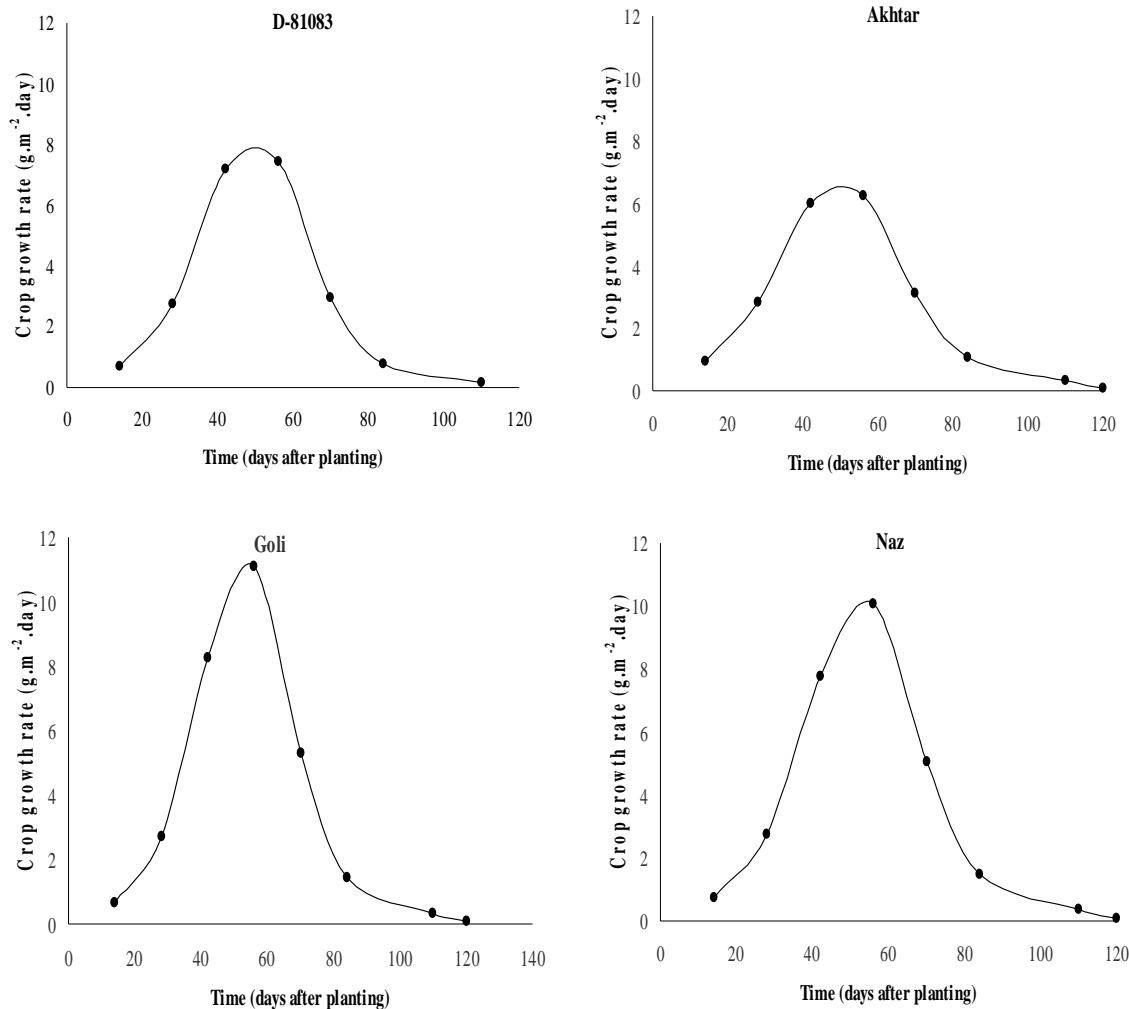 D-81083
Crop growth rate (g.m-2.day)
12
10
8
6
4
2
0
0 20 40 60 80 100 120
Time (days after planting)
Akhtar
Crop growth rate (g.m-2.day)
12
10
8
6
4
2
0
0 20 40 60 80 100 120
Time (days after planting)
Goli
Crop growth rate (g.m-2.day)
12
10
8
6
4
2
0
0 20 40 60 80 100 120 140
Time (days after planting)
Naz
Crop growth rate (g.m-2.day)
12
10
8
6
4
2
0
0 20 40 60 80 100 120
Time (days after planting)